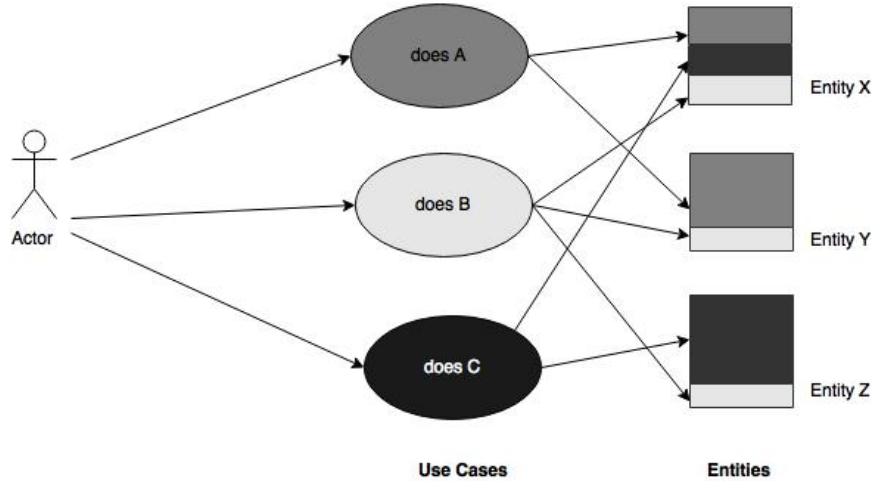 does A
Entity X
does B
Actor
Entity Y
does C
Entity Z
Use Cases
Entities